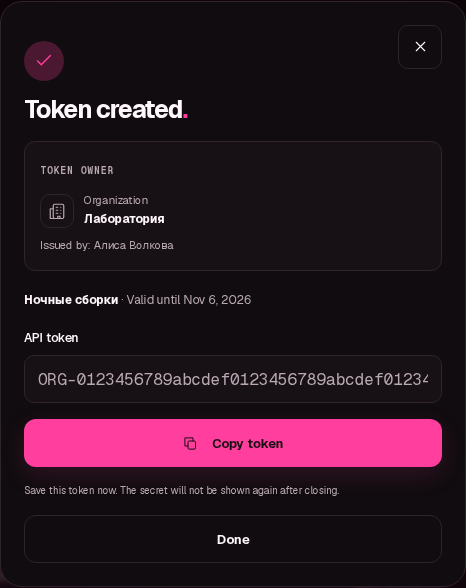 Token created.
TOKEN OWNER
Organization
Лаборатория
Issued by: Алиса Волкова
Ночные сборки · Valid until Nov 6, 2026
API token
ORG-0123456789abcdef0123456789abcdef01234
Copy token
Save this token now. The secret will not be shown again after closing.
Done